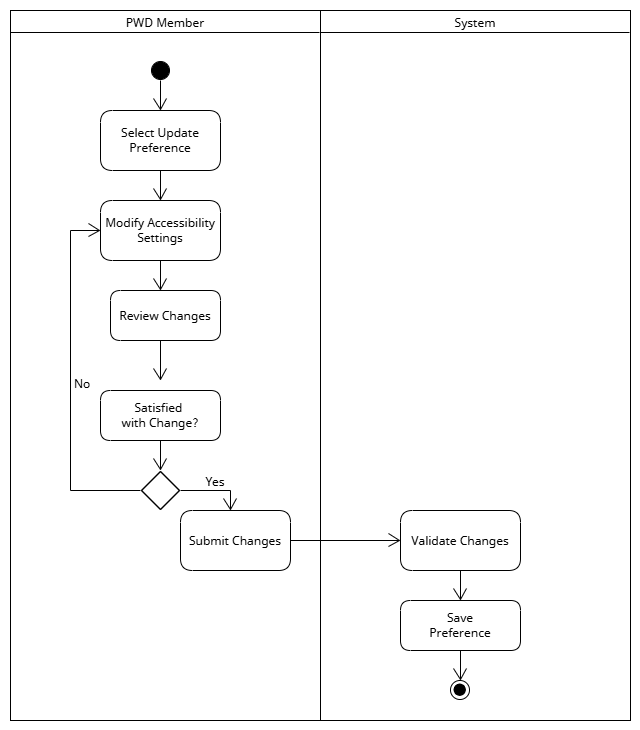 PWD Member
System
Select Update
Preference
Modify Accessibility
Settings
Review Changes
No
Satisfied
with Change?
Yes
Submit Changes
Validate Changes
Save
Preference